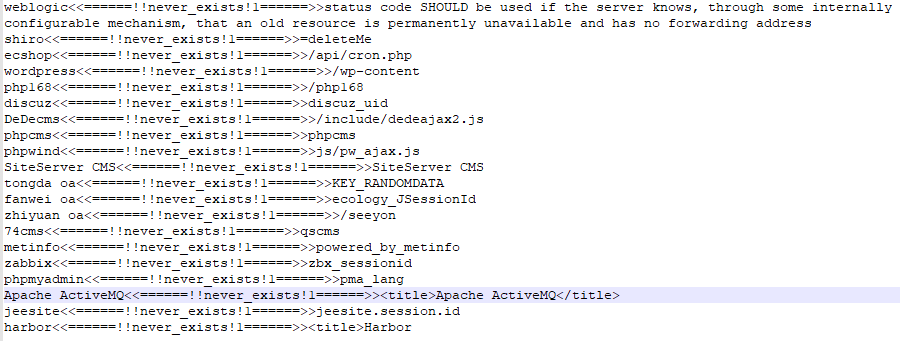 weblogic<<======!!never_exists!1======>>status code SHOULD be used if the server knows, through some internally
configurable mechanism, that an old resource is permanently unavailable and has no forwarding address
shiro<<======!!never_exists!1======>>=deleteMe
ecshop<<======!!never_exists!1======>>/api/cron.php
wordpress<<======!!never_exists!1======>>/wp-content
php168<<======!!never_exists!1======>>/php168
discuz<<======!!never_exists!1======>>discuz_uid
DeDecms<<======!!never_exists!1======>>/include/dedeajax2.js
phpcms<<======!!never_exists!1======>>phpcms
phpwind<<======!!never_exists!1======>>js/pw_ajax.js
SiteServer CMS<<======!!never_exists!1======>>SiteServer CMS
tongda oa<<======!!never_exists!1======>>KEY_RANDOMDATA
fanwei oa<<======!!never_exists!1======>>ecology_JSessionId
zhiyuan oa<<======!!never_exists!1======>>/seeyon
74cms<<======!!never_exists!1======>>qscms
metinfo<<======!!never_exists!1======>>powered_by_metinfo
zabbix<<======!!never_exists!1======>>zbx_sessionid
phpmyadmin<<======!!never_exists!1======>>pma_lang
Apache ActiveMQ<<======!!never_exists!1======>><title>Apache ActiveMQ</title>
jeesite<<======!!never_exists!1======>>jeesite.session.id
harbor<<======!!never_exists!1======>><title>Harbor